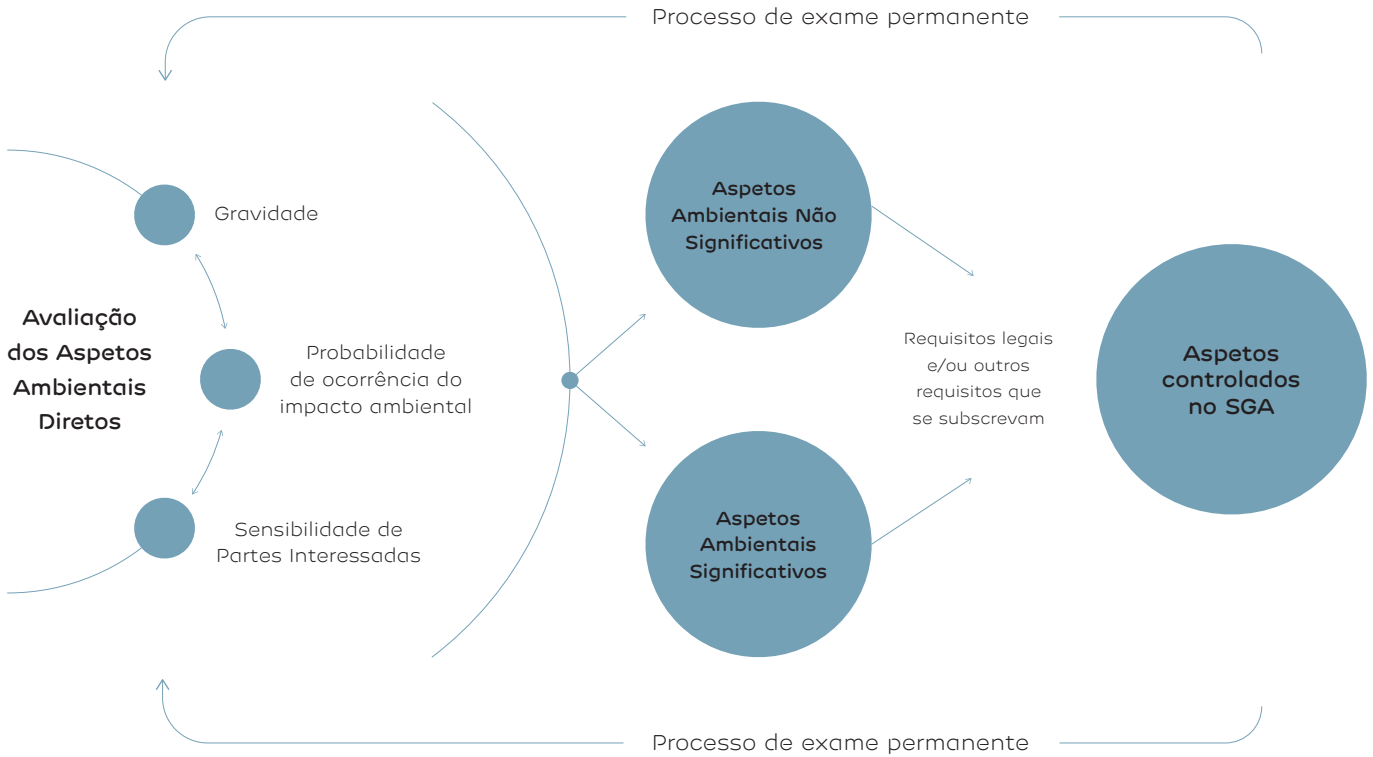 Processo de exame permanente
Avaliação
dos Aspetos
Ambientais
Diretos
Gravidade
Probabilidade
de ocorrência do
impacto ambiental
Sensibilidade de
Partes Interessadas
Aspetos
Ambientais Não
Significativos
Aspetos
Ambientais
Significativos
Requisitos legais
e/ou outros
requisitos que
se subscrevam
Aspetos
controlados
no SGA
Processo de exame permanente